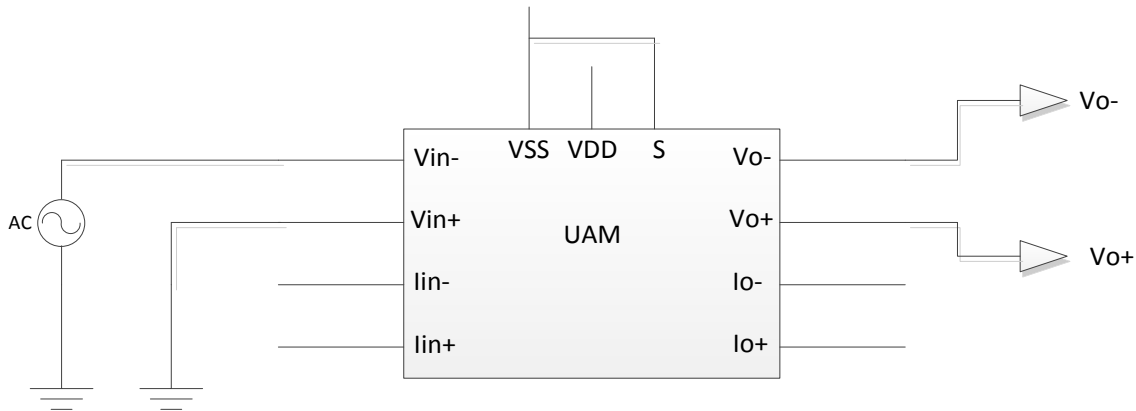 Vo-
VSS VDD S
Vin- Vo-
AC
Vin+ Vo+
UAM
Vo+
Iin- Io-
Iin+ Io+